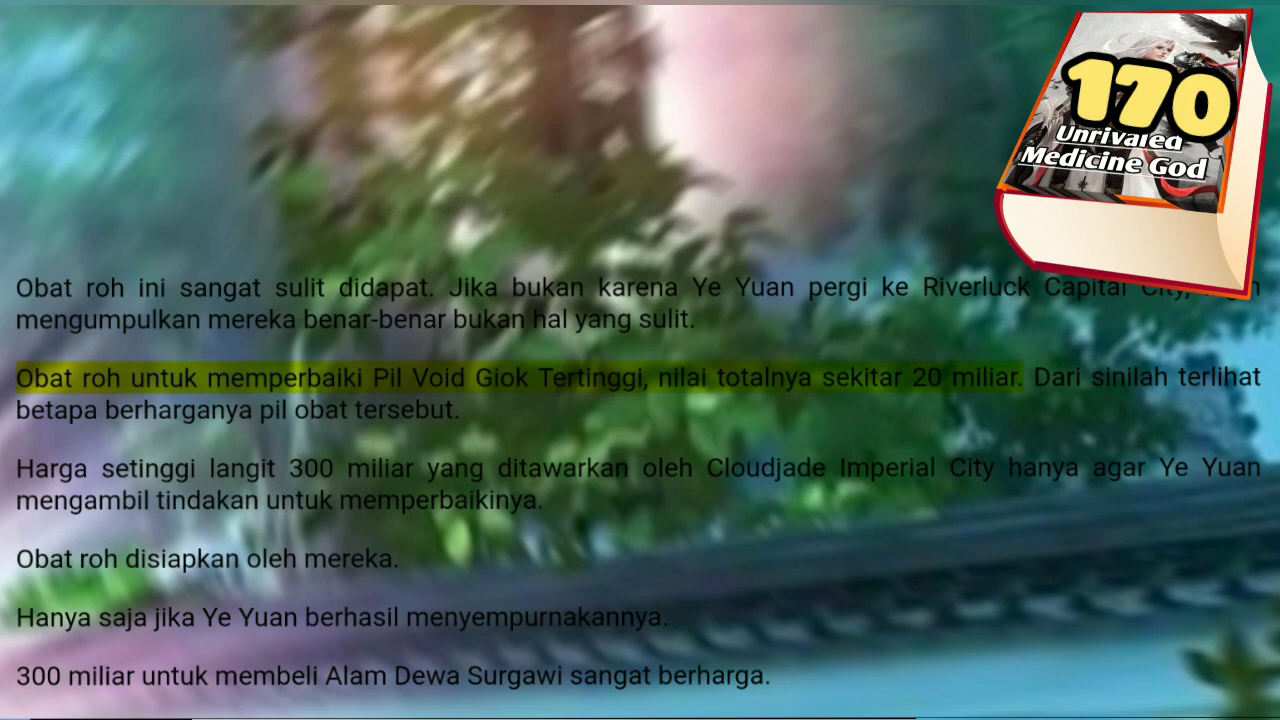 170
Unrivaled
Medicine God
Obat roh ini sangat sulit didapat. Jika bukan karena Ye Yuan pergi ke Riverluck Capital City,
mengumpulkan mereka benar-benar bukan hal yang sulit.
Obat roh untuk memperbaiki Pil Void Giok Tertinggi, nilai totalnya sekitar 20 miliar. Dari sinilah terlihat
betapa berharganya pil obat tersebut.
Harga setinggi langit 300 miliar yang ditawarkan oleh Cloudjade Imperial City hanya agar Ye Yuan
mengambil tindakan untuk memperbaikinya.
Obat roh disiapkan oleh mereka.
Hanya saja jika Ye Yuan berhasil menyempurnakannya.
300 miliar untuk membeli Alam Dewa Surgawi sangat berharga.